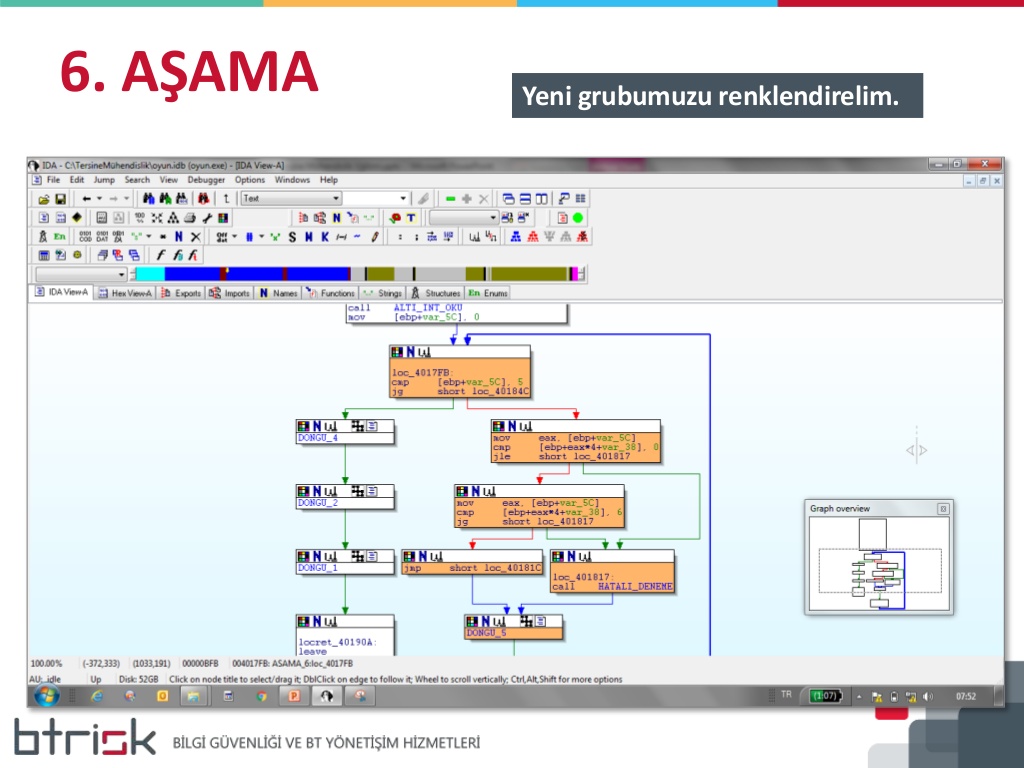 6. AŞAMA
Yeni grubumuzu renklendirelim.
IDA - C:\TersineMühendislik\oyun.idb (oyun.exe) - [IDA View-A]
File Edit Jump Search View Debugger Options Windows Help
Text
IDA View-A Hex View-A Exports Imports N Names Functions Strings Structures En Enums
call ALTI_INT_OKU
mov [ebp+var_5C], 0
loc_4017FB:
cmp [ebp+var_5C], 5
jg short loc_40184C
DONGU_4
mov eax, [ebp+var_5C]
cmp [ebp+eax*4+var_38], 0
jle short loc_401817
DONGU_2
mov eax, [ebp+var_5C]
cmp [ebp+eax*4+var_38], 6
jg short loc_401817
Graph overview
DONGU_1
jmp short loc_40181C
loc_401817:
call HATALI_DENEME
DONGU_5
locret_40190A:
leave
100.00% (-372,333) (1033,191) 00000BFB 004017FB: ASAMA_6:loc_4017FB
AU: idle Up Disk: 52GB Click on node title to select/drag it; DblClick on edge to follow it; Wheel to scroll vertically; Ctrl,Alt,Shift for more options
TR (1:07) 07:52
btrisk BİLGİ GÜVENLİĞİ VE BT YÖNETİŞİM HİZMETLERİ